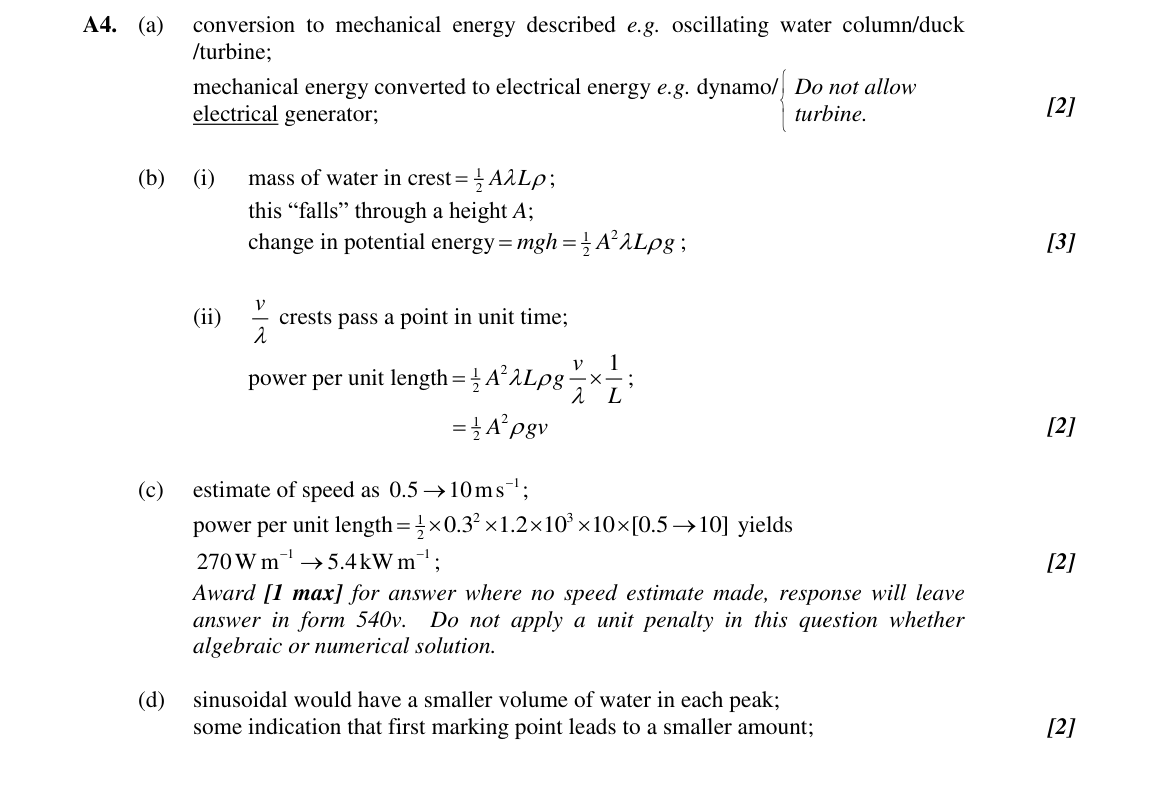 A4. (a) conversion to mechanical energy described e.g. oscillating water column/duck
/turbine;
mechanical energy converted to electrical energy e.g. dynamo/ { Do not allow
electrical generator; turbine. [2]
(b) (i) mass of water in crest = ½ AλLρ;
this “falls” through a height A;
change in potential energy = mgh = ½ A²λLρg ; [3]
(ii) v/λ crests pass a point in unit time;
power per unit length = ½ A²λLρg v/λ × 1/L ;
= ½ A²ρgv [2]
(c) estimate of speed as 0.5 → 10 m s⁻¹ ;
power per unit length = ½ × 0.3² × 1.2 × 10³ × 10 × [0.5 → 10] yields
270 W m⁻¹ → 5.4 kW m⁻¹ ; [2]
Award [1 max] for answer where no speed estimate made, response will leave
answer in form 540v. Do not apply a unit penalty in this question whether
algebraic or numerical solution.
(d) sinusoidal would have a smaller volume of water in each peak;
some indication that first marking point leads to a smaller amount; [2]